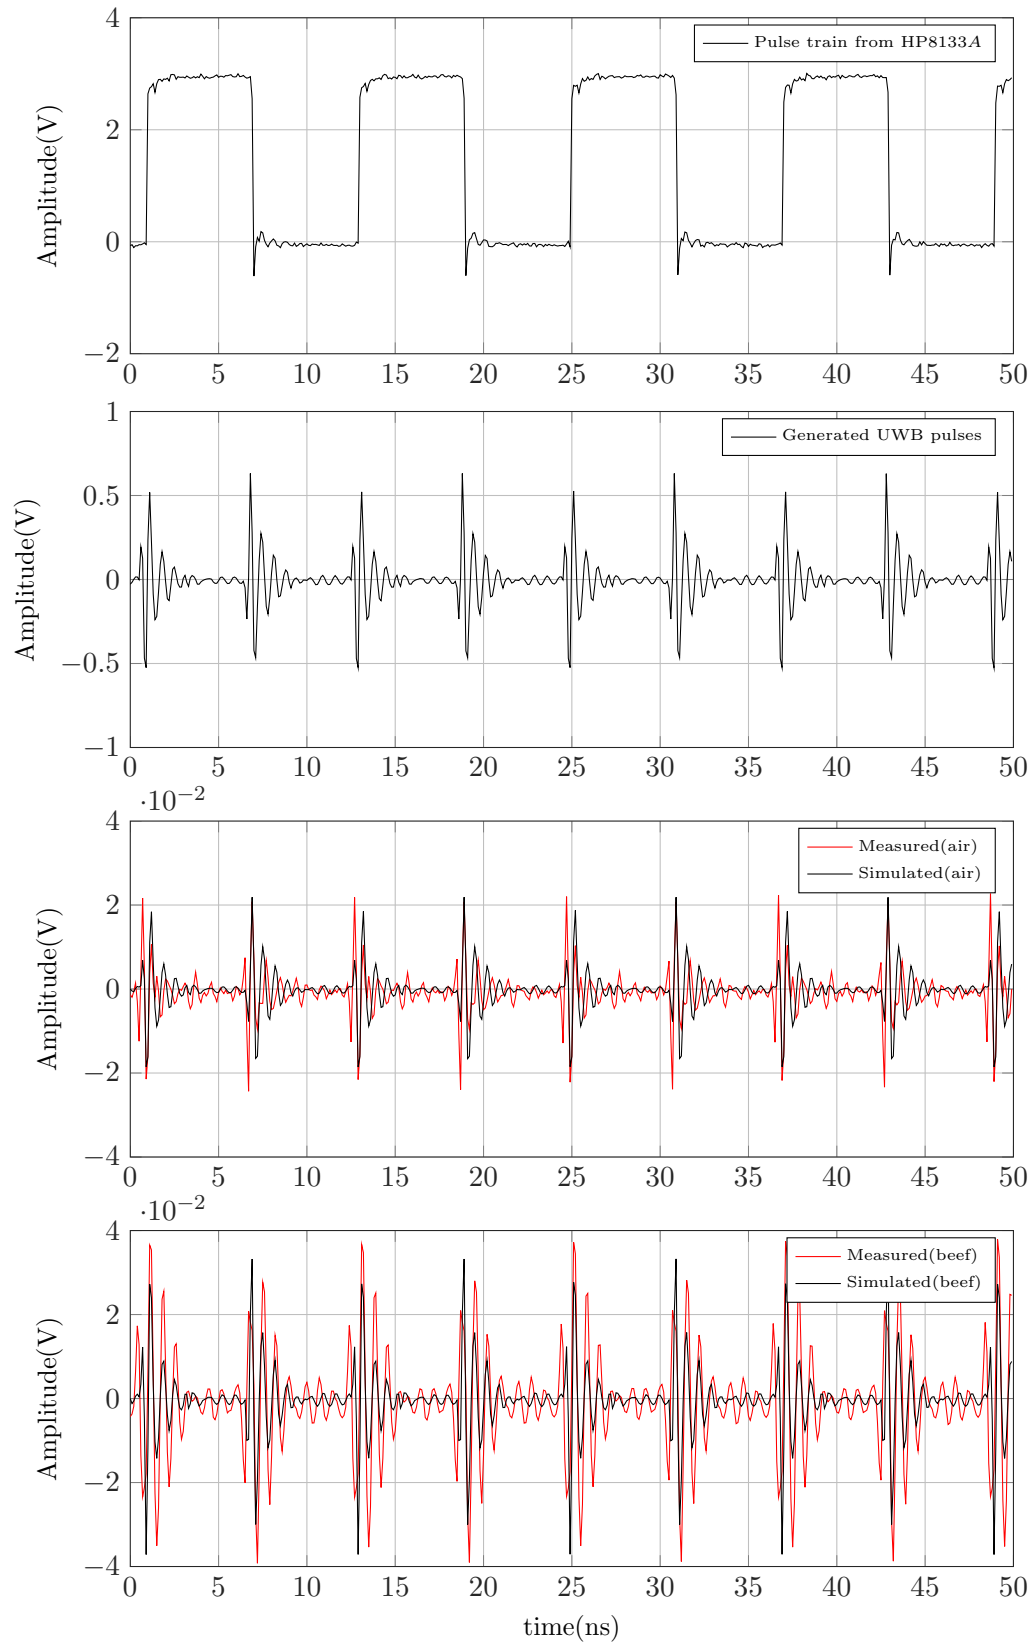 4
2
0
−2
0 5 10 15 20 25 30 35 40 45 50
Amplitude(V)
Pulse train from HP8133A
1
0.5
0
−0.5
−1
0 5 10 15 20 25 30 35 40 45 50
Amplitude(V)
Generated UWB pulses
·10−2
4
2
0
−2
−4
0 5 10 15 20 25 30 35 40 45 50
Amplitude(V)
Measured(air)
Simulated(air)
·10−2
4
2
0
−2
−4
0 5 10 15 20 25 30 35 40 45 50
Amplitude(V)
Measured(beef)
Simulated(beef)
time(ns)